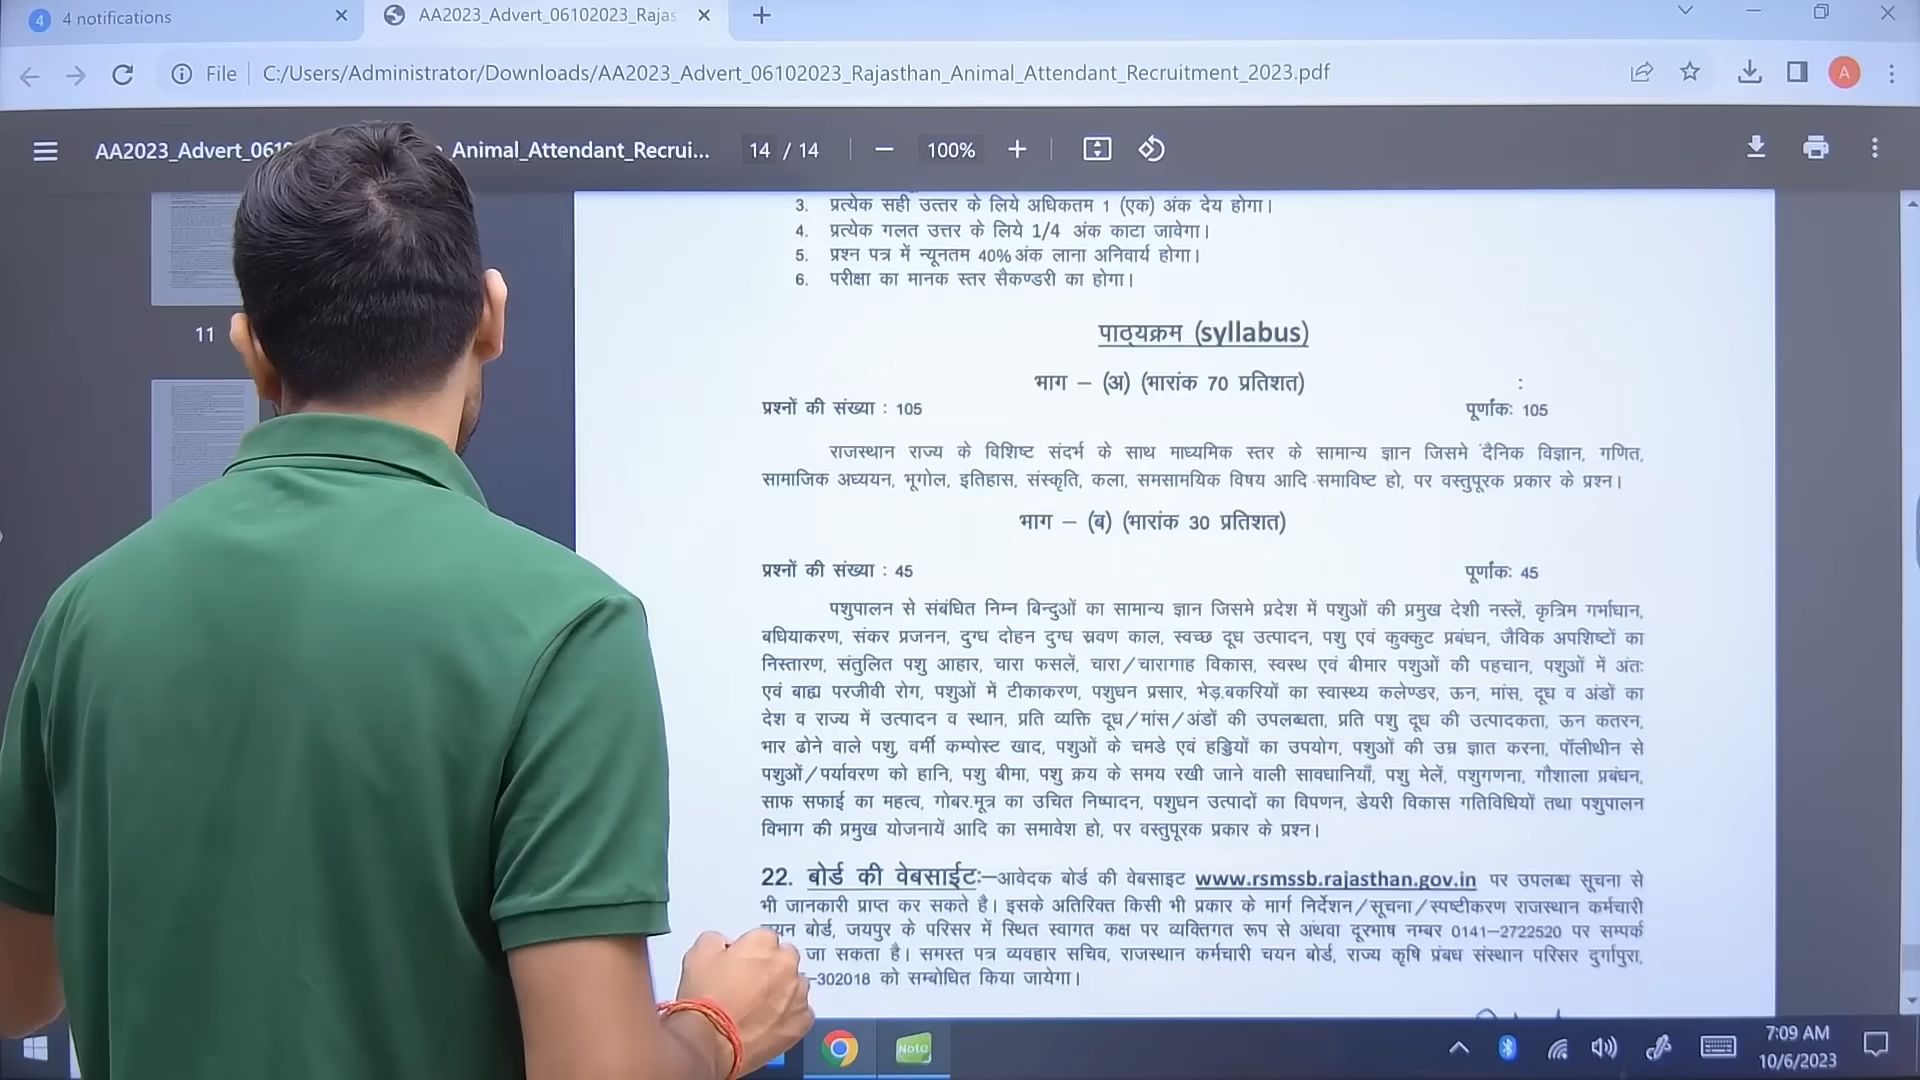 4 4 notifications
AA2023_Advert_06102023_Rajas
File C:/Users/Administrator/Downloads/AA2023_Advert_06102023_Rajasthan_Animal_Attendant_Recruitment_2023.pdf
A
AA2023_Advert_061 Animal_Attendant_Recrui... 14 / 14 100%
11
3. प्रत्येक सही उत्तर के लिये अधिकतम 1 (एक) अंक देय होगा।
4. प्रत्येक गलत उत्तर के लिये 1/4 अंक काटा जावेगा।
5. प्रश्न पत्र में न्यूनतम 40% अंक लाना अनिवार्य होगा।
6. परीक्षा का मानक स्तर सैकण्डरी का होगा।
पाठ्यक्रम (syllabus)
भाग – (अ) (भारांक 70 प्रतिशत) :
प्रश्नों की संख्या : 105 पूर्णांक: 105
राजस्थान राज्य के विशिष्ट संदर्भ के साथ माध्यमिक स्तर के सामान्य ज्ञान जिसमे दैनिक विज्ञान, गणित,
सामाजिक अध्ययन, भूगोल, इतिहास, संस्कृति, कला, समसामयिक विषय आदि समाविष्ट हो, पर वस्तुपूरक प्रकार के प्रश्न।
भाग – (ब) (भारांक 30 प्रतिशत)
प्रश्नों की संख्या : 45 पूर्णांक: 45
पशुपालन से संबंधित निम्न बिन्दुओं का सामान्य ज्ञान जिसमे प्रदेश में पशुओं की प्रमुख देशी नस्लें, कृत्रिम गर्भाधान,
बधियाकरण, संकर प्रजनन, दुग्ध दोहन दुग्ध स्रवण काल, स्वच्छ दूध उत्पादन, पशु एवं कुक्कुट प्रबंधन, जैविक अपशिष्टों का
निस्तारण, संतुलित पशु आहार, चारा फसलें, चारा/चारागाह विकास, स्वस्थ एवं बीमार पशुओं की पहचान, पशुओं में अंतः
एवं बाह्य परजीवी रोग, पशुओं में टीकाकरण, पशुधन प्रसार, भेड़.बकरियों का स्वास्थ्य कलेण्डर, ऊन, मांस, दूध व अंडों का
देश व राज्य में उत्पादन व स्थान, प्रति व्यक्ति दूध/मांस/अंडों की उपलब्धता, प्रति पशु दूध की उत्पादकता, ऊन कतरन,
भार ढोने वाले पशु, वर्मी कम्पोस्ट खाद, पशुओं के चमडे एवं हड्डियों का उपयोग, पशुओं की उम्र ज्ञात करना, पॉलीथीन से
पशुओं/पर्यावरण को हानि, पशु बीमा, पशु क्रय के समय रखी जाने वाली सावधानियाँ, पशु मेलें, पशुगणना, गौशाला प्रबंघन,
साफ सफाई का महत्व, गोबर.मूत्र का उचित निष्पादन, पशुधन उत्पादों का विपणन, डेयरी विकास गतिविधियों तथा पशुपालन
विभाग की प्रमुख योजनायें आदि का समावेश हो, पर वस्तुपूरक प्रकार के प्रश्न।
22. बोर्ड की वेबसाईटः–आवेदक बोर्ड की वेबसाइट www.rsmssb.rajasthan.gov.in पर उपलब्ध सूचना से
भी जानकारी प्राप्त कर सकते है। इसके अतिरिक्त किसी भी प्रकार के मार्ग निर्देशन/सूचना/स्पष्टीकरण राजस्थान कर्मचारी
बोर्ड, जयपुर के परिसर में स्थित स्वागत कक्ष पर व्यक्तिगत रूप से अथवा दूरभाष नम्बर 0141–2722520 पर सम्पर्क
जा सकता है। समस्त पत्र व्यवहार सचिव, राजस्थान कर्मचारी चयन बोर्ड, राज्य कृषि प्रंबध संस्थान परिसर दुर्गापुरा,
–302018 को सम्बोधित किया जायेगा।
Note
7:09 AM
10/6/2023